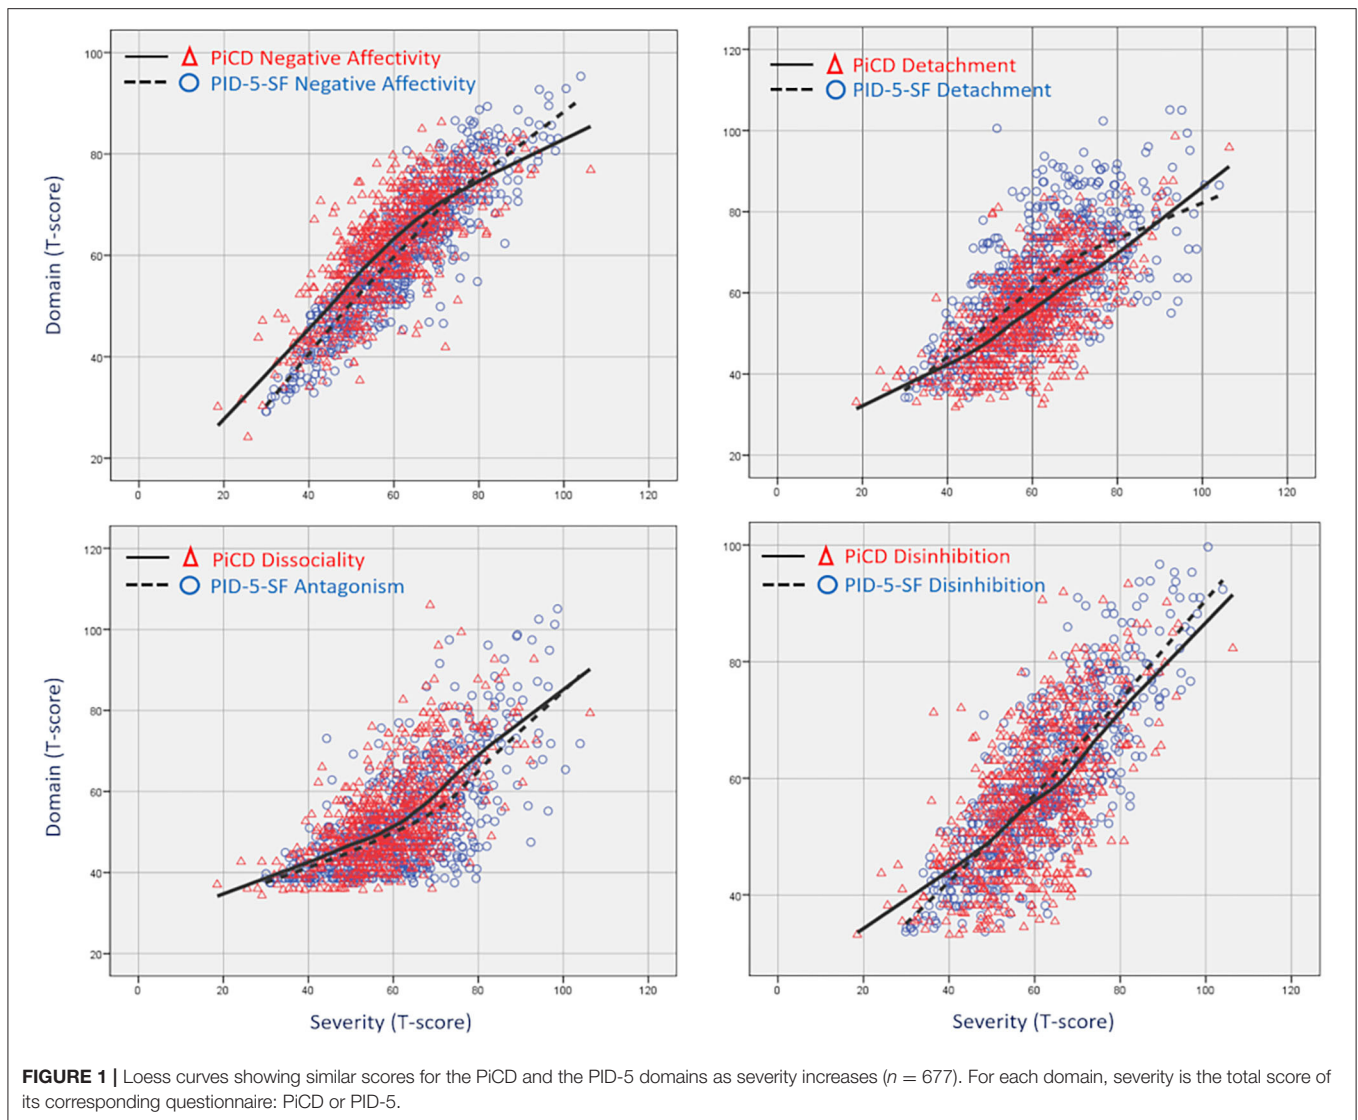 PiCD Negative Affectivity
PID-5-SF Negative Affectivity
Domain (T-score)
100
80
60
40
20
0 20 40 60 80 100 120
PiCD Detachment
PID-5-SF Detachment
120
100
80
60
40
20
0 20 40 60 80 100 120
PiCD Dissociality
PID-5-SF Antagonism
Domain (T-score)
120
100
80
60
40
20
0 20 40 60 80 100 120
Severity (T-score)
PiCD Disinhibition
PID-5-SF Disinhibition
100
80
60
40
0 20 40 60 80 100 120
Severity (T-score)
FIGURE 1 | Loess curves showing similar scores for the PiCD and the PID-5 domains as severity increases (n = 677). For each domain, severity is the total score of
its corresponding questionnaire: PiCD or PID-5.